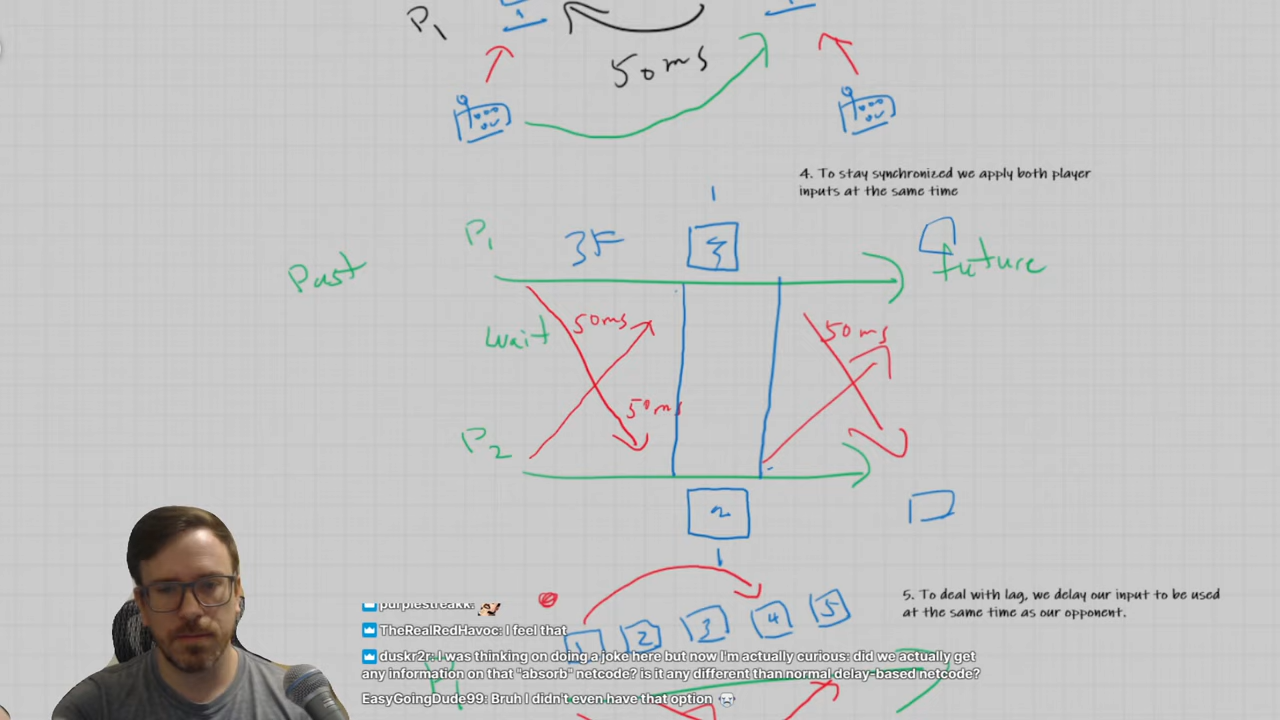 P1
50ms
4. To stay synchronized we apply both player
inputs at the same time
P1
3F
Past
future
wait
50ms
50ms
50ms
P2
2
5. To deal with lag, we delay our input to be used
at the same time as our opponent.
1 2 3 4 5
purplestreakk:
TheRealRedHavoc: I feel that
duskr2r: I was thinking on doing a joke here but now I'm actually curious: did we actually get
any information on that "absorb" netcode? is it any different than normal delay-based netcode?
EasyGoingDude99: Bruh I didn't even have that option
P1